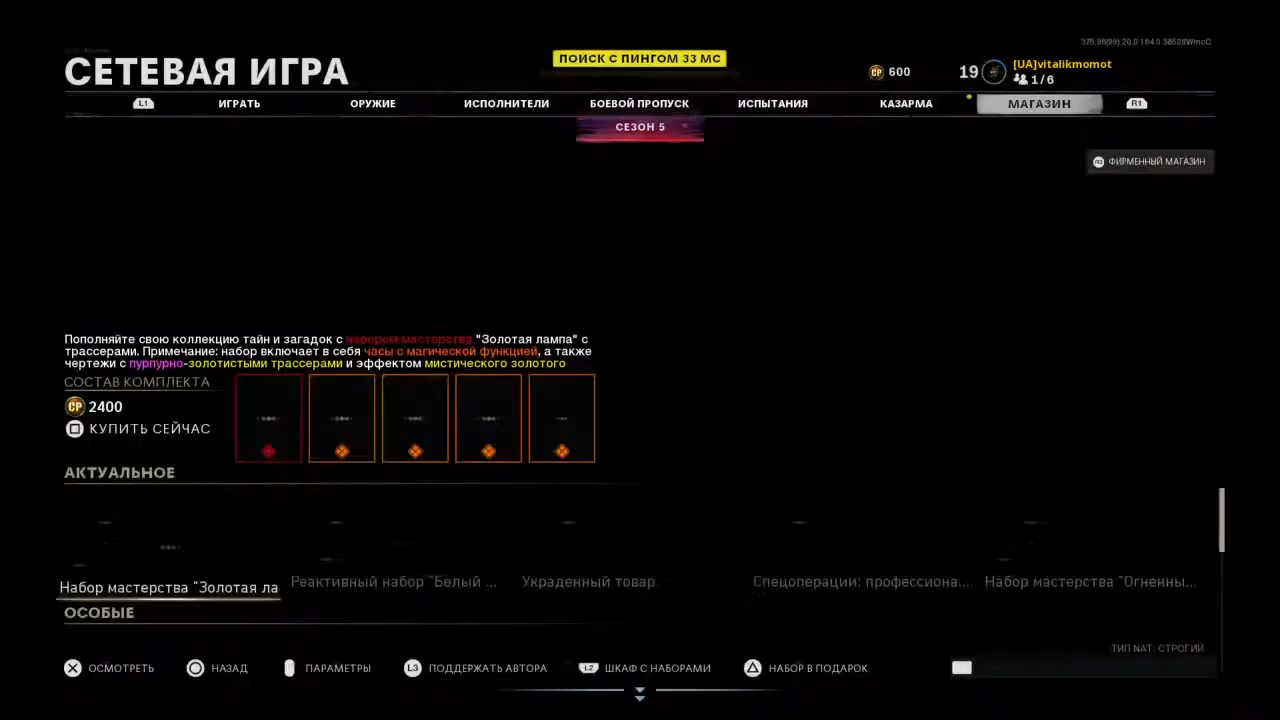 СЕТЕВАЯ ИГРА
ПОИСК С ПИНГОМ 33 МС
CP 600
19
[UA]vitalikmomot
1/6
L1
ИГРАТЬ
ОРУЖИЕ
ИСПОЛНИТЕЛИ
БОЕВОЙ ПРОПУСК
ИСПЫТАНИЯ
КАЗАРМА
МАГАЗИН
R1
СЕЗОН 5
ФИРМЕННЫЙ МАГАЗИН
Пополняйте свою коллекцию тайн и загадок с набором мастерства "Золотая лампа" с
трассерами. Примечание: набор включает в себя часы с магической функцией, а также
чертежи с пурпурно-золотистыми трассерами и эффектом мистического золотого
СОСТАВ КОМПЛЕКТА
CP 2400
КУПИТЬ СЕЙЧАС
АКТУАЛЬНОЕ
Набор мастерства "Золотая ла
Реактивный набор "Белый ...
Украденный товар
Спецоперации: профессиона...
Набор мастерства "Огненны...
ОСОБЫЕ
ТИП NAT: СТРОГИЙ
ОСМОТРЕТЬ
НАЗАД
ПАРАМЕТРЫ
L3 ПОДДЕРЖАТЬ АВТОРА
L2 ШКАФ С НАБОРАМИ
НАБОР В ПОДАРОК